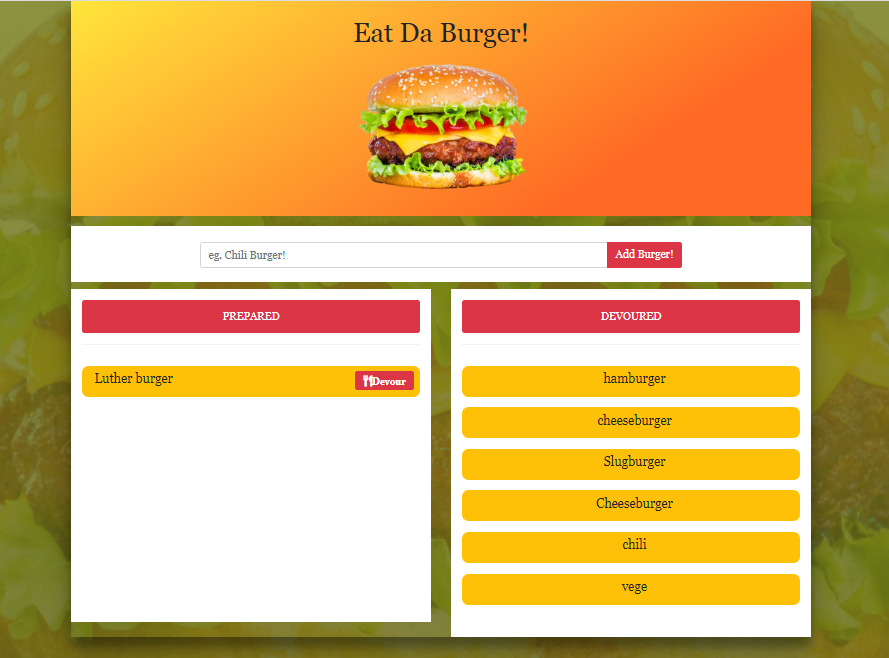 Eat Da Burger!
eg, Chili Burger!
Add Burger!
PREPARED
Luther burger
Devour
DEVOURED
hamburger
cheeseburger
Slugburger
Cheeseburger
chili
vege